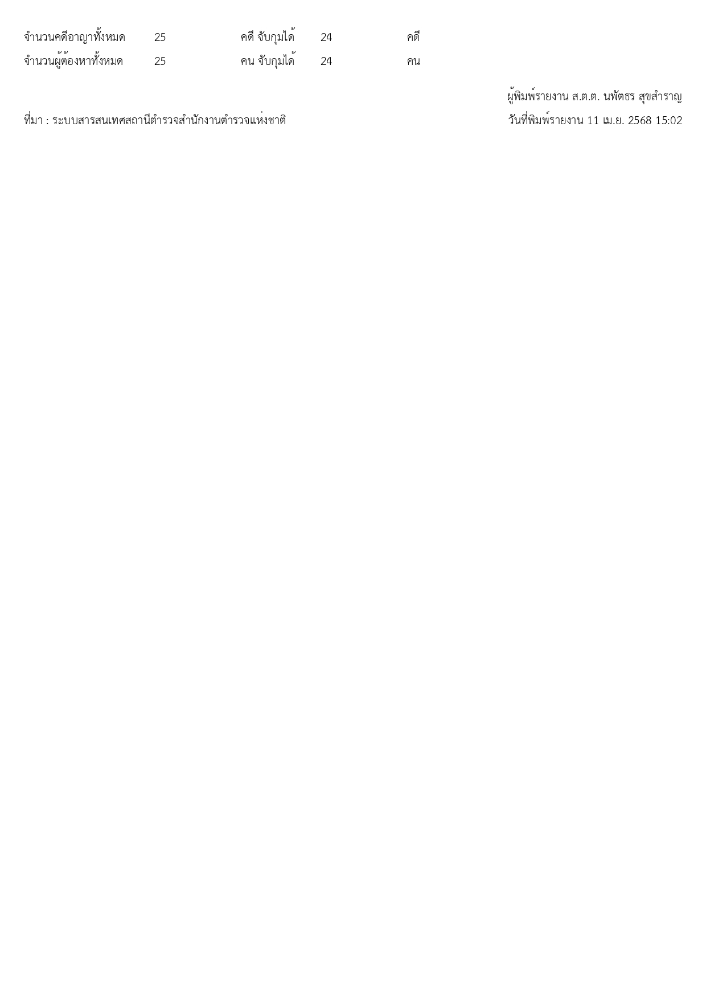 จำนวนคดีอาญาทั้งหมด 25 คดี จับกุมได้ 24 คดี
จำนวนผู้ต้องหาทั้งหมด 25 คน จับกุมได้ 24 คน
ผู้พิมพ์รายงาน ส.ต.ต. นพัตธร สุขสำราญ
ที่มา : ระบบสารสนเทศสถานีตำรวจสำนักงานตำรวจแห่งชาติ วันที่พิมพ์รายงาน 11 เม.ย. 2568 15:02